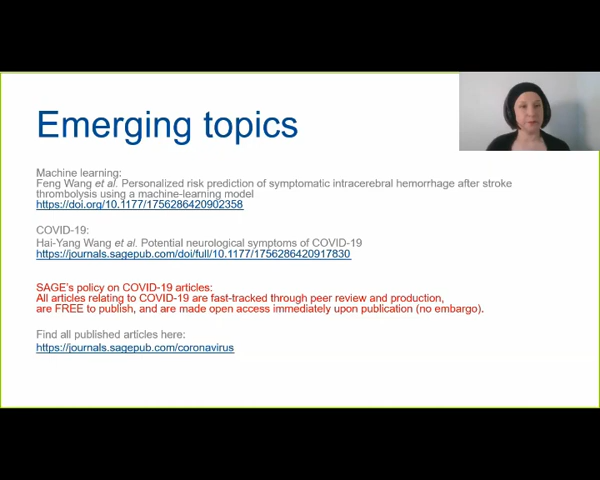 Emerging topics
Machine learning:
Feng Wang et al. Personalized risk prediction of symptomatic intracerebral hemorrhage after stroke
thrombolysis using a machine-learning model
https://doi.org/10.1177/1756286420902358
COVID-19:
Hai-Yang Wang et al. Potential neurological symptoms of COVID-19
https://journals.sagepub.com/doi/full/10.1177/1756286420917830
SAGE's policy on COVID-19 articles:
All articles relating to COVID-19 are fast-tracked through peer review and production,
are FREE to publish, and are made open access immediately upon publication (no embargo).
Find all published articles here:
https://journals.sagepub.com/coronavirus